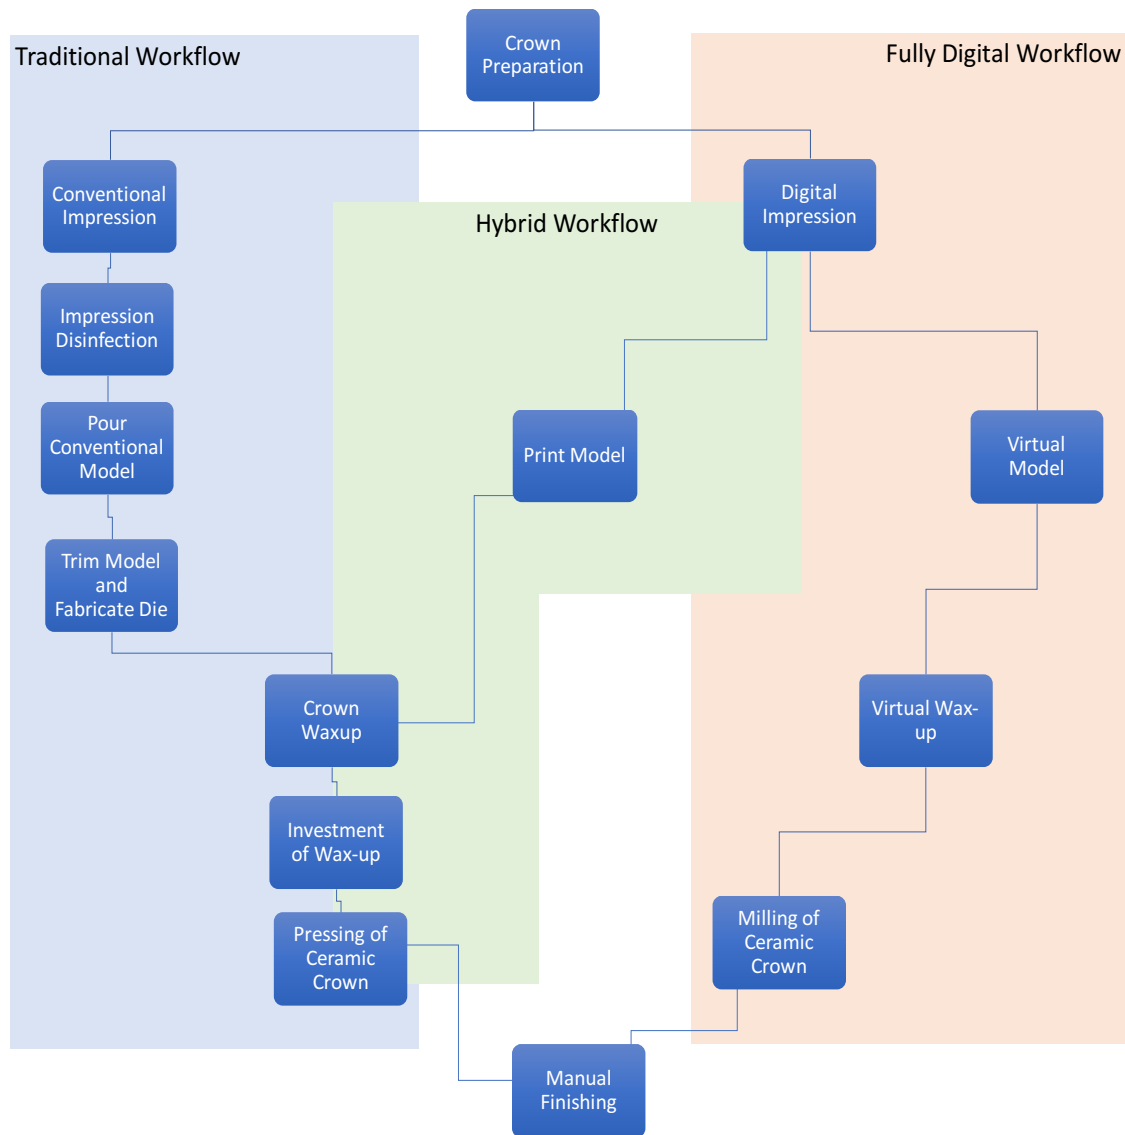 Crown
Preparation
Traditional Workflow
Fully Digital Workflow
Conventional
Impression
Digital
Impression
Hybrid Workflow
Impression
Disinfection
Pour
Conventional
Model
Print Model
Virtual
Model
Trim Model
and
Fabricate Die
Crown
Waxup
Virtual Wax-
up
Investment
of Wax-up
Pressing of
Ceramic
Crown
Milling of
Ceramic
Crown
Manual
Finishing